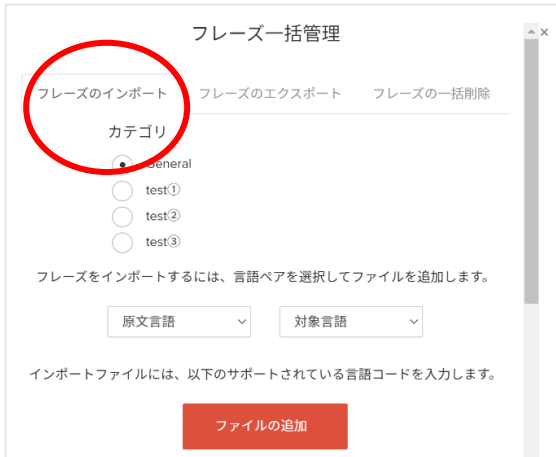 フレーズ一括管理
×
フレーズのインポート フレーズのエクスポート フレーズの一括削除
カテゴリ
General
test①
test②
test③
フレーズをインポートするには、言語ペアを選択してファイルを追加します。
原文言語 対象言語
インポートファイルには、以下のサポートされている言語コードを入力します。
ファイルの追加